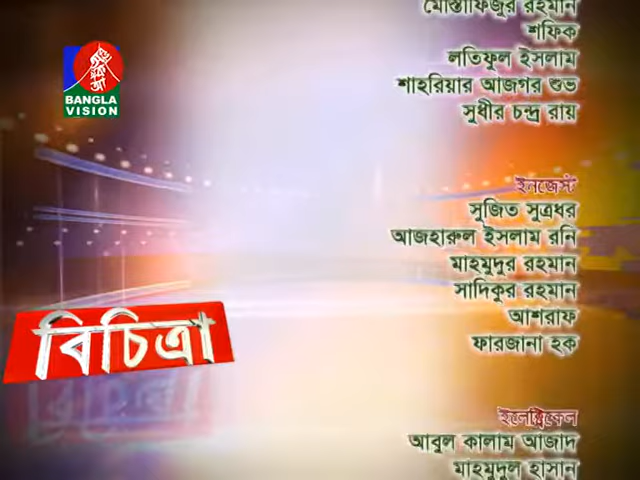 মোস্তাফিজুর রহমান
শফিক
লতিফুল ইসলাম
শাহরিয়ার আজগর শুভ
সুধীর চন্দ্র রায়
BANGLA
VISION
ইনজেস্ট
সুজিত সুত্রধর
আজহারুল ইসলাম রনি
মাহমুদুর রহমান
সাদিকুর রহমান
আশরাফ
ফারজানা হক
বিচিত্রা
ইলেক্ট্রিকেল
আবুল কালাম আজাদ
মাহমুদুল হাসান